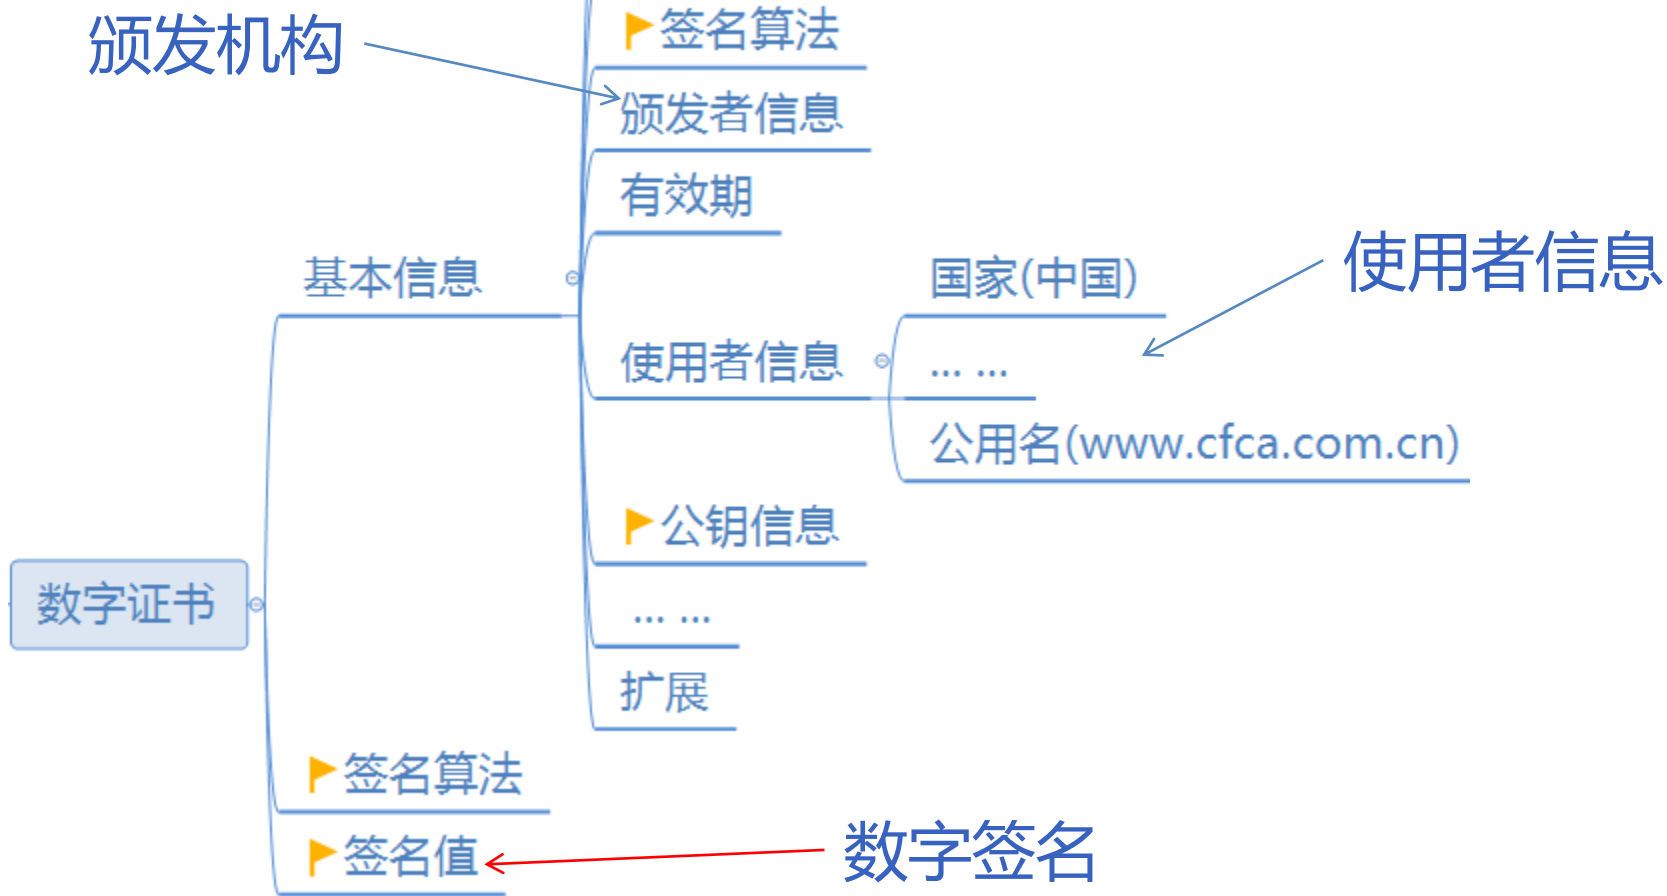 颁发机构
签名算法
颁发者信息
有效期
基本信息
国家(中国)
使用者信息
使用者信息
... ...
公用名(www.cfca.com.cn)
公钥信息
数字证书
... ...
扩展
签名算法
签名值
数字签名